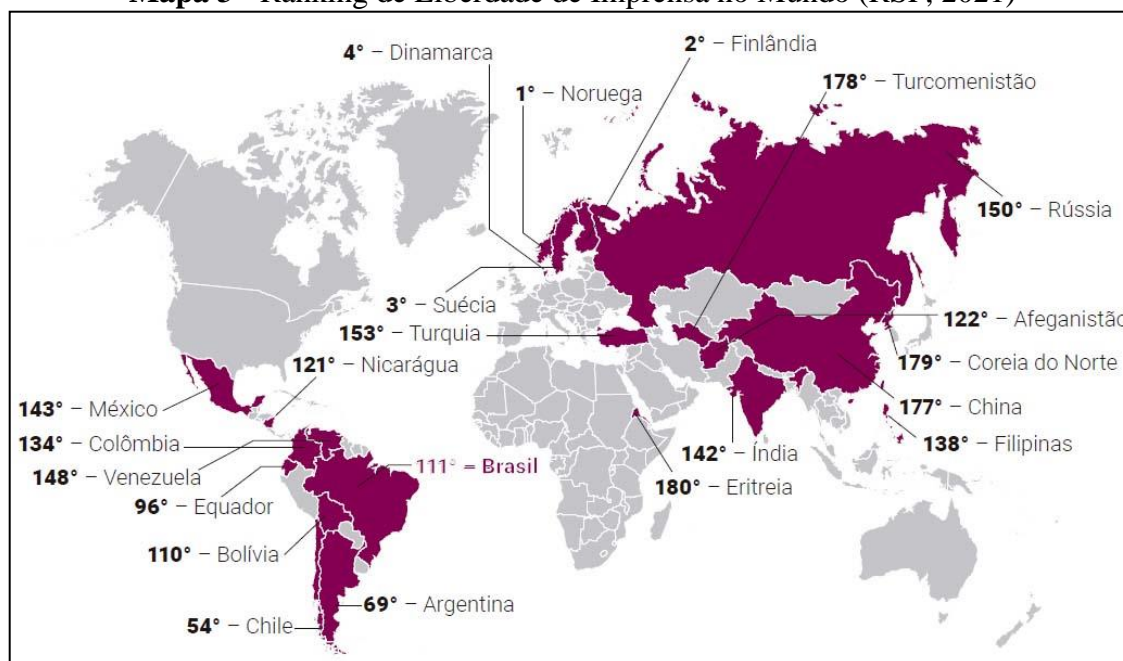 Mapa 3 - Ranking de Liberdade de Imprensa no Mundo (RSF, 2021)
4° – Dinamarca
2° – Finlândia
178° – Turcomenistão
1° – Noruega
150° – Rússia
3° – Suécia
153° – Turquia
122° – Afeganistão
121° – Nicarágua
179° – Coreia do Norte
143° – México
177° – China
134° – Colômbia
138° – Filipinas
148° – Venezuela
111° – Brasil
142° – Índia
96° – Equador
180° – Eritreia
110° – Bolívia
69° – Argentina
54° – Chile